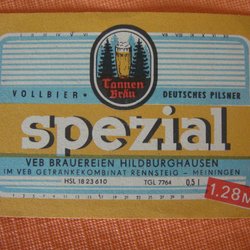 Tannen
Bräu
VOLLBIER • DEUTSCHES PILSNER
spezial
VEB BRAUEREIEN HILDBURGHAUSEN
IM VEB GETRÄNKEKOMBINAT RENNSTEIG – MEININGEN
HSL 18 23 610 TGL 7764 0,5 l
1.28M